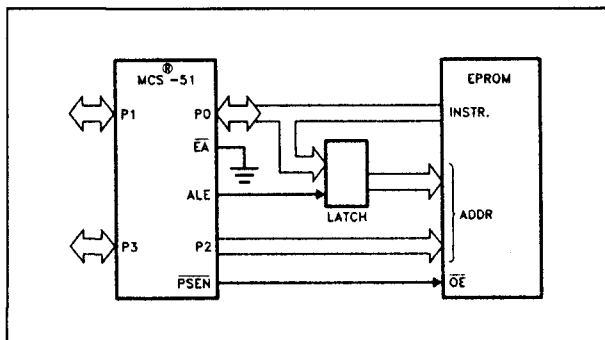 MCS®-51
P1
P0
EA
ALE
P3
P2
PSEN
EPROM
INSTR.
LATCH
ADDR
OE